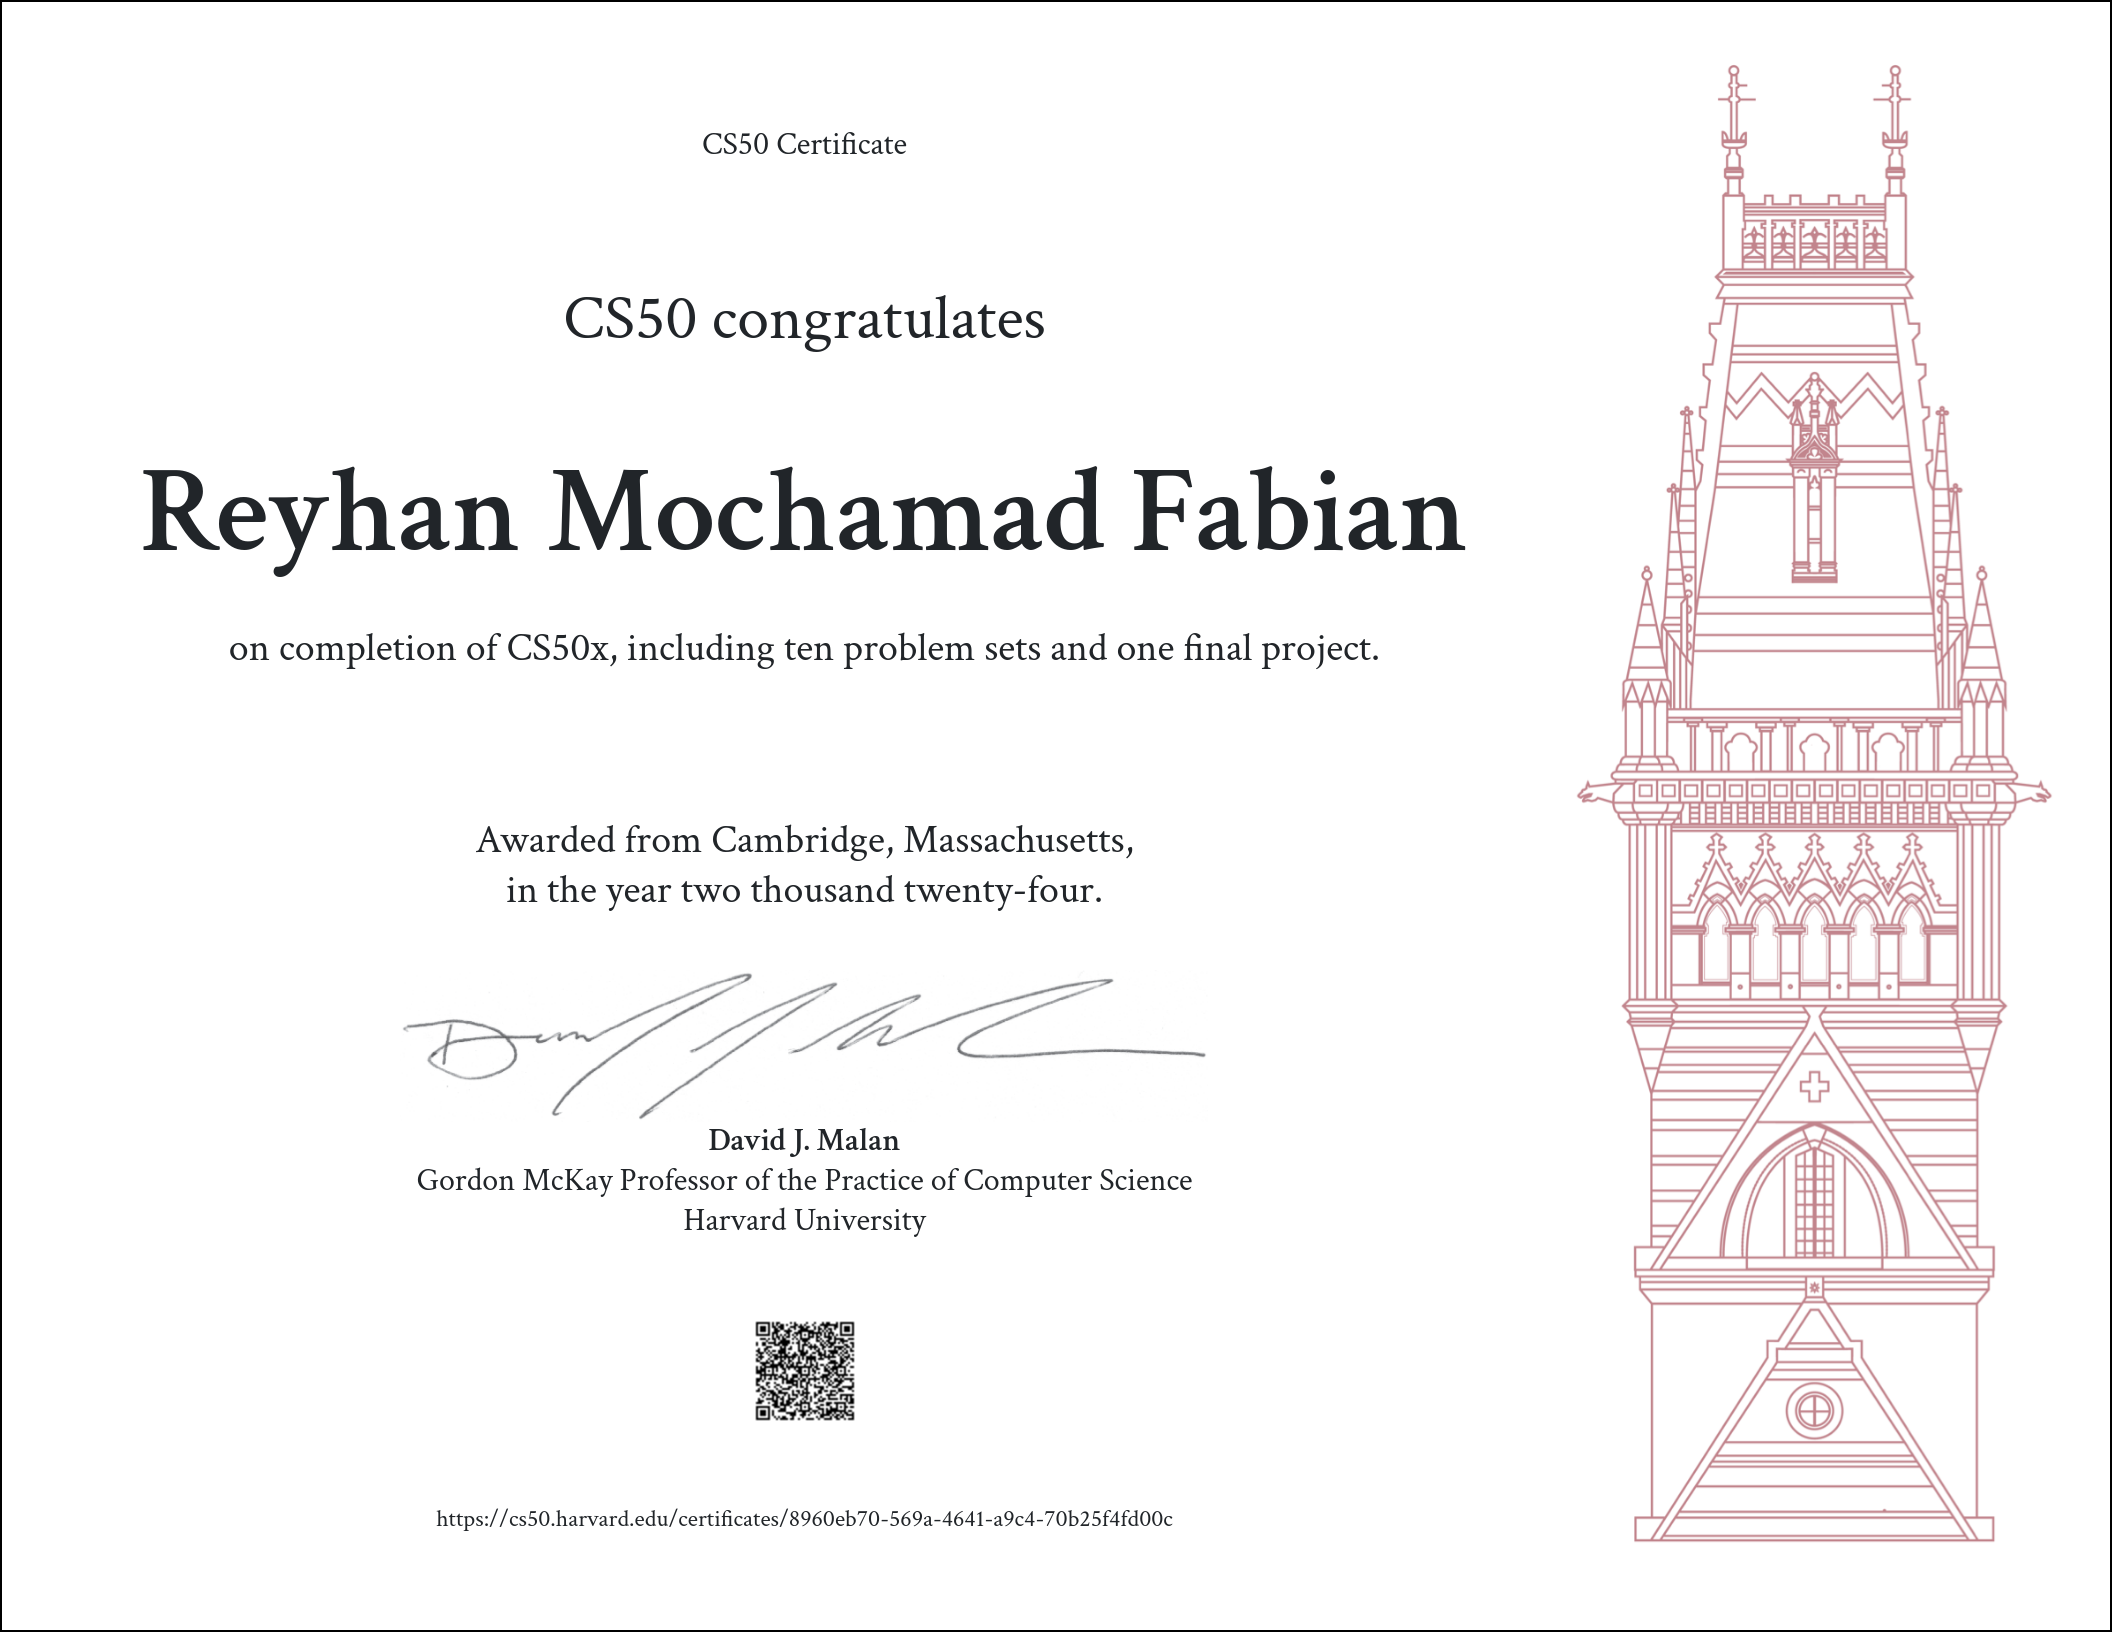 CS50 Certificate
CS50 congratulates
Reyhan Mochamad Fabian
on completion of CS50x, including ten problem sets and one final project.
Awarded from Cambridge, Massachusetts,
in the year two thousand twenty-four.
David J. Malan
Gordon McKay Professor of the Practice of Computer Science
Harvard University
https://cs50.harvard.edu/certificates/8960eb70-569a-4641-a9c4-70b25f4fd00c